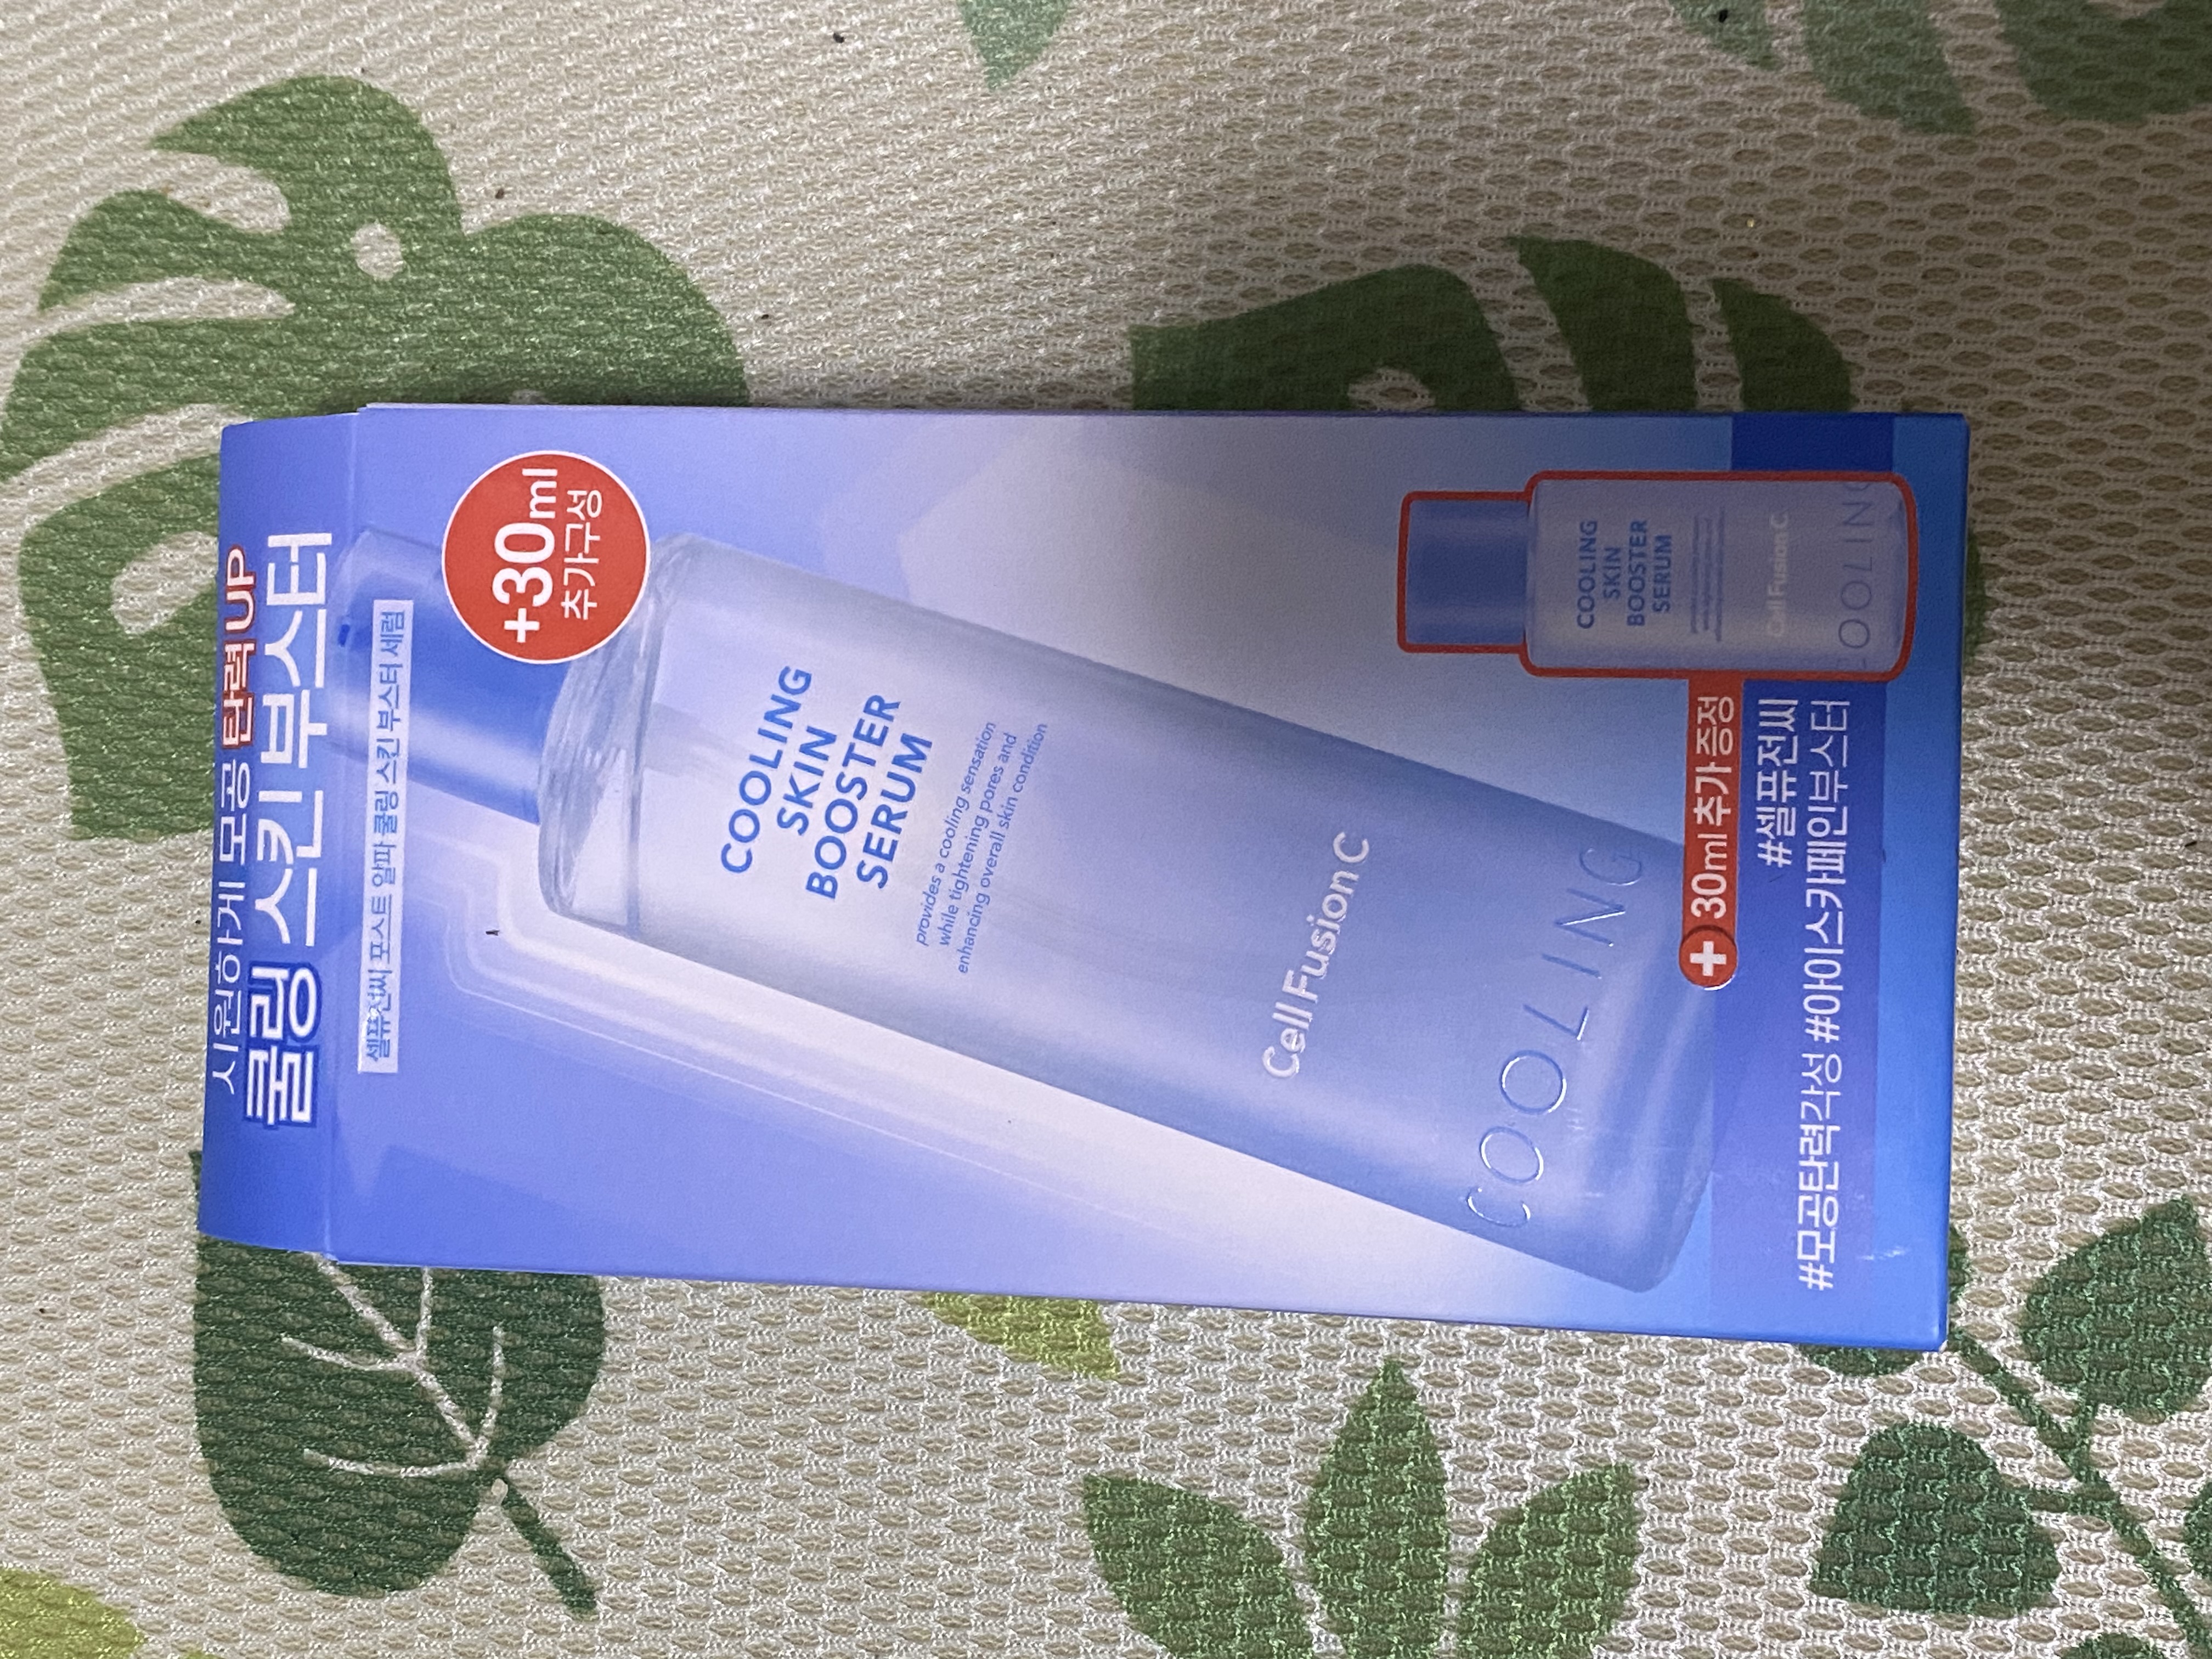 시원하게 모공 탄력UP
쿨링 스킨 부스터
셀퓨전씨 포스트 알파 쿨링 스킨 부스터 세럼
+30ml
추가구성
COOLING
SKIN
BOOSTER
SERUM
provides a cooling sensation
while tightening pores and
enhancing overall skin condition
Cell Fusion C
COOLING
COOLING
SKIN
BOOSTER
SERUM
Cell Fusion C
COOLING
+ 30ml 추가 증정
#셀퓨전씨
#모공탄력각성 #아이스카페인부스터